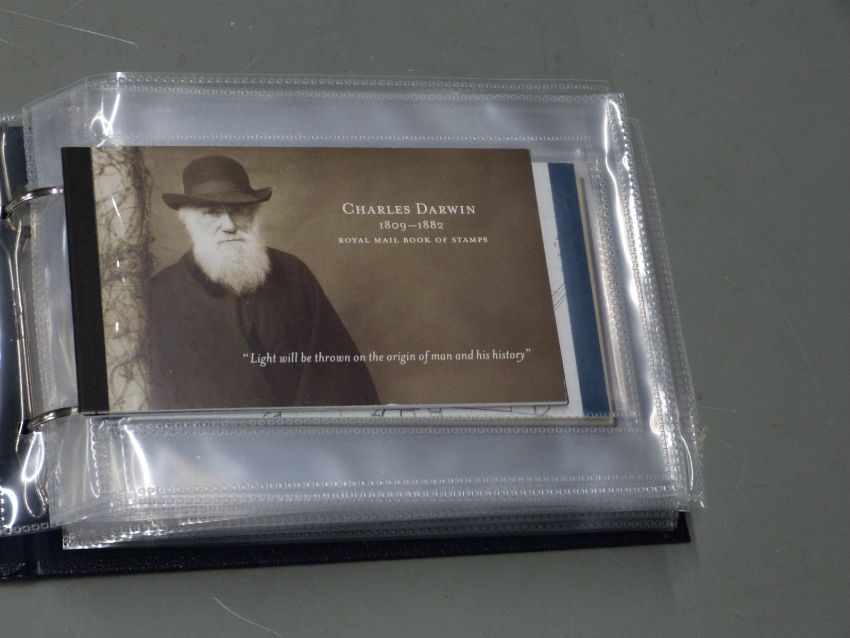 CHARLES DARWIN
1809—1882
ROYAL MAIL BOOK OF STAMPS
“Light will be thrown on the origin of man and his history”